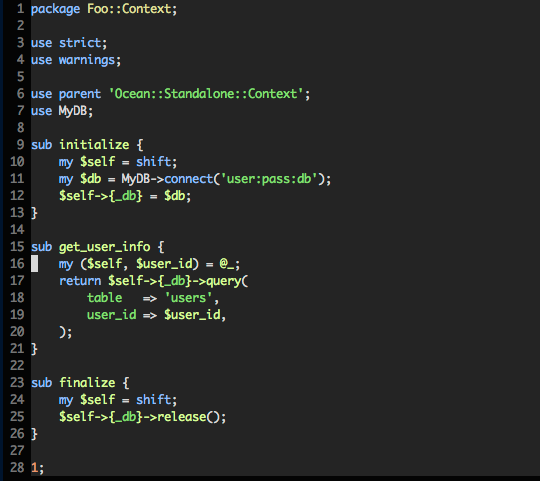 1 package Foo::Context;
2
3 use strict;
4 use warnings;
5
6 use parent 'Ocean::Standalone::Context';
7 use MyDB;
8
9 sub initialize {
10     my $self = shift;
11     my $db = MyDB->connect('user:pass:db');
12     $self->{_db} = $db;
13 }
14
15 sub get_user_info {
16     my ($self, $user_id) = @_;
17     return $self->{_db}->query(
18         table   => 'users',
19         user_id => $user_id,
20     );
21 }
22
23 sub finalize {
24     my $self = shift;
25     $self->{_db}->release();
26 }
27
28 1;